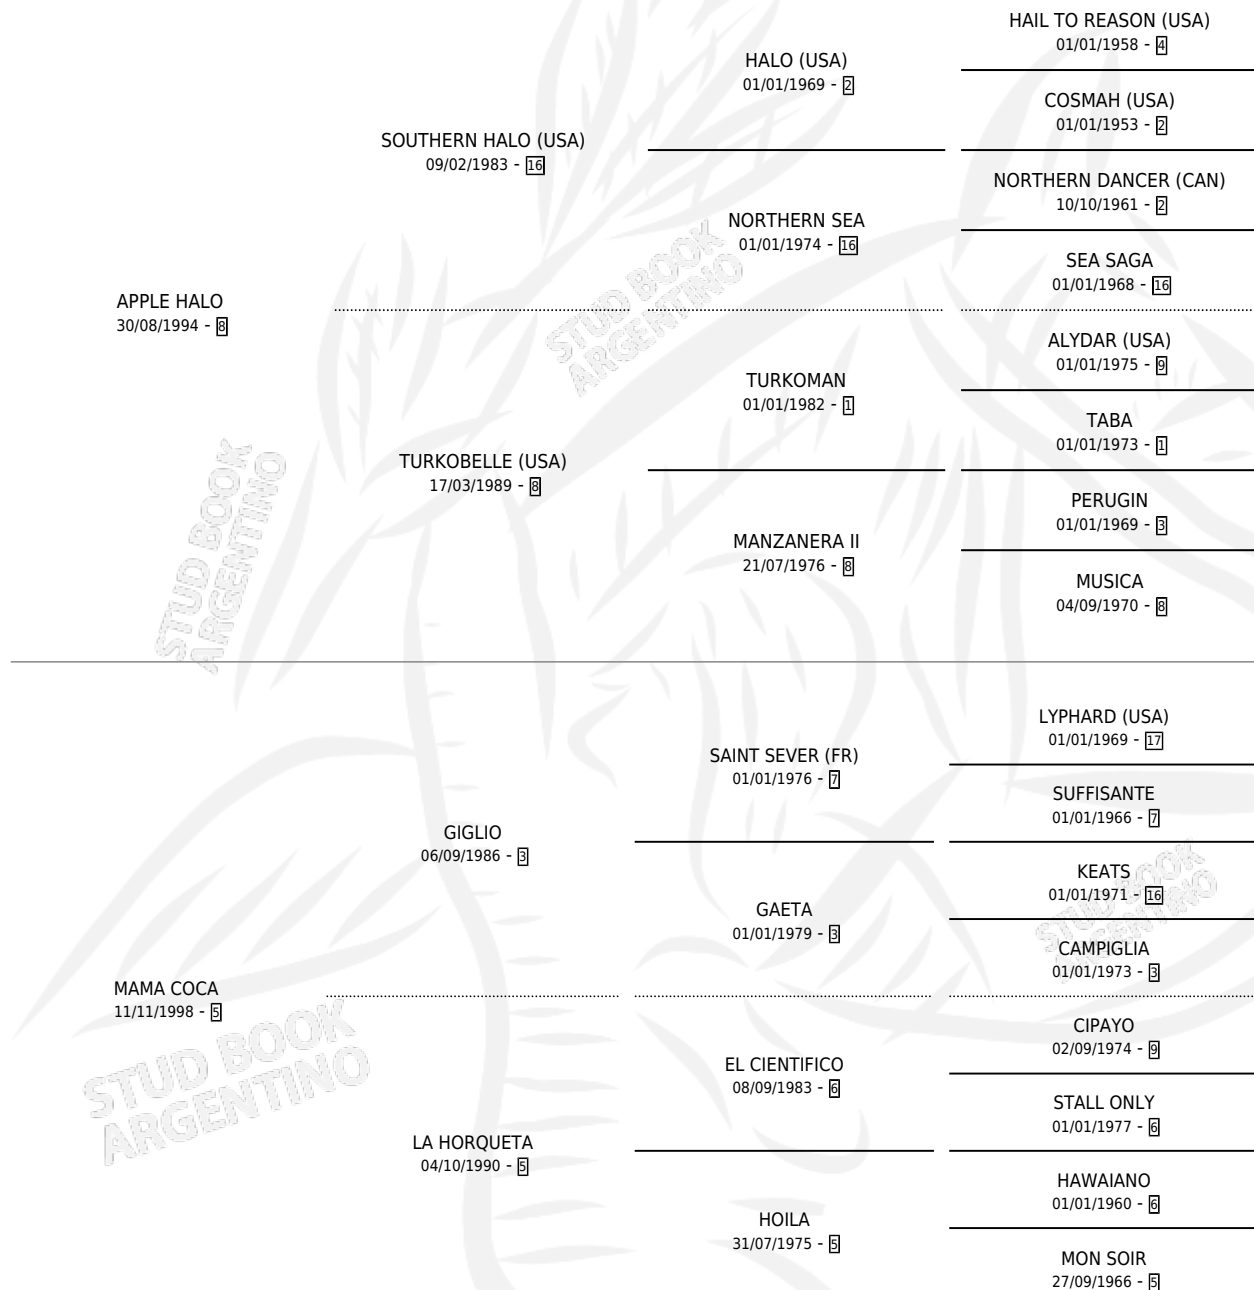 HAIL TO REASON (USA)
01/01/1958 - 4
HALO (USA)
01/01/1969 - 2
COSMAH (USA)
01/01/1953 - 2
SOUTHERN HALO (USA)
09/02/1983 - 16
NORTHERN DANCER (CAN)
10/10/1961 - 2
NORTHERN SEA
01/01/1974 - 16
SEA SAGA
01/01/1968 - 16
STUD BOOK
ARGENTINO
APPLE HALO
30/08/1994 - 8
ALYDAR (USA)
01/01/1975 - 9
TURKOMAN
01/01/1982 - 1
TABA
01/01/1973 - 1
TURKOBELLE (USA)
17/03/1989 - 8
PERUGIN
01/01/1969 - 3
MANZANERA II
21/07/1976 - 8
MUSICA
04/09/1970 - 8
STUD BOOK
ARGENTINO
LYPHARD (USA)
01/01/1969 - 17
SAINT SEVER (FR)
01/01/1976 - 7
SUFFISANTE
01/01/1966 - 7
GIGLIO
06/09/1986 - 3
KEATS
01/01/1971 - 16
GAETA
01/01/1979 - 3
STUD BOOK
ARGENTINO
CAMPIGLIA
01/01/1973 - 3
MAMA COCA
11/11/1998 - 5
STUD BOOK
ARGENTINO
CIPAYO
02/09/1974 - 9
EL CIENTIFICO
08/09/1983 - 6
STALL ONLY
01/01/1977 - 6
LA HORQUETA
04/10/1990 - 5
HAWAIANO
01/01/1960 - 6
HOILA
31/07/1975 - 5
MON SOIR
27/09/1966 - 5